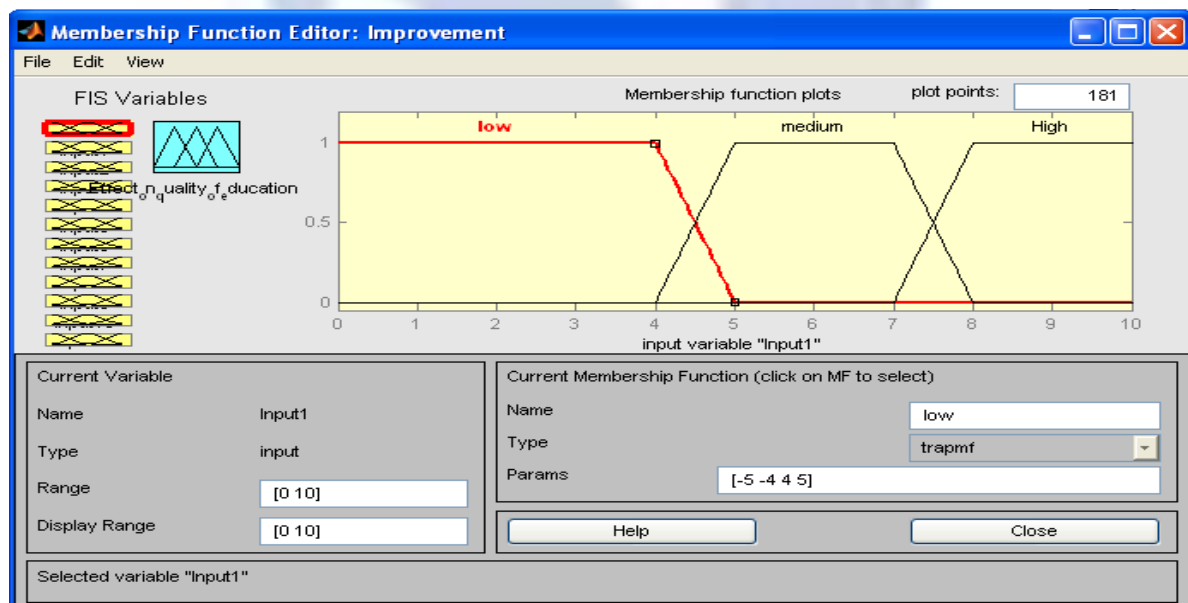 Membership Function Editor: Improvement
File Edit View
FIS Variables
Membership function plots
plot points:
181
Effect_on_quality_of_education
low
medium
High
1
0.5
0
0 1 2 3 4 5 6 7 8 9 10
input variable "Input1"
Current Variable
Name Input1
Type input
Range [0 10]
Display Range [0 10]
Current Membership Function (click on MF to select)
Name low
Type trapmf
Params [-5 -4 4 5]
Help Close
Selected variable "Input1"